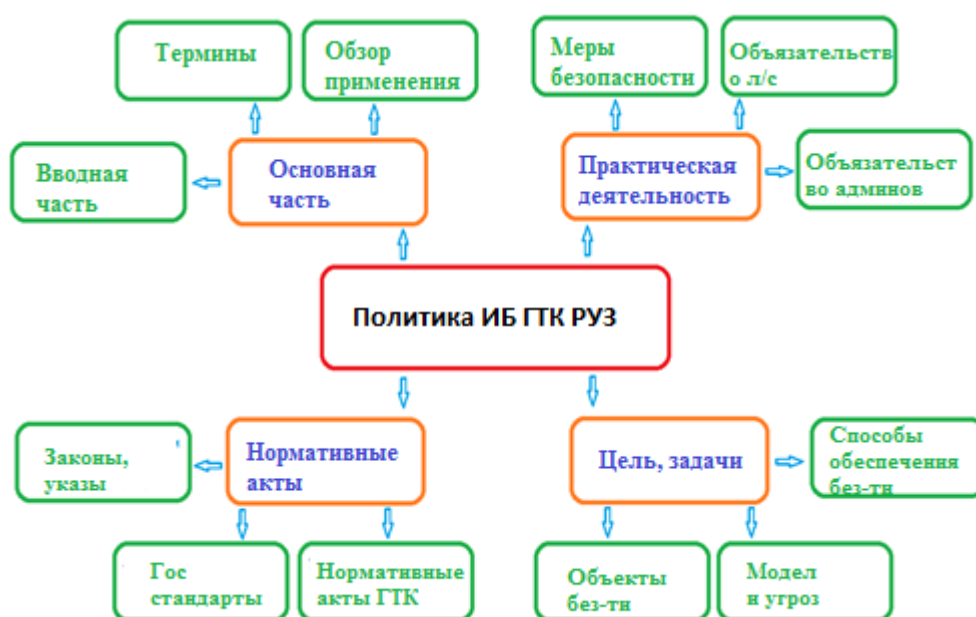 Термины
Обзор
применения
Меры
безопасности
Объязательств
о л/с
Вводная
часть
Основная
часть
Практическая
деятельность
Объязательст
во админов
Политика ИБ ГТК РУЗ
Законы,
указы
Нормативные
акты
Цель, задачи
Способы
обеспечения
без-ти
Гос
стандарты
Нормативные
акты ГТК
Объекты
без-ти
Модел
и угроз